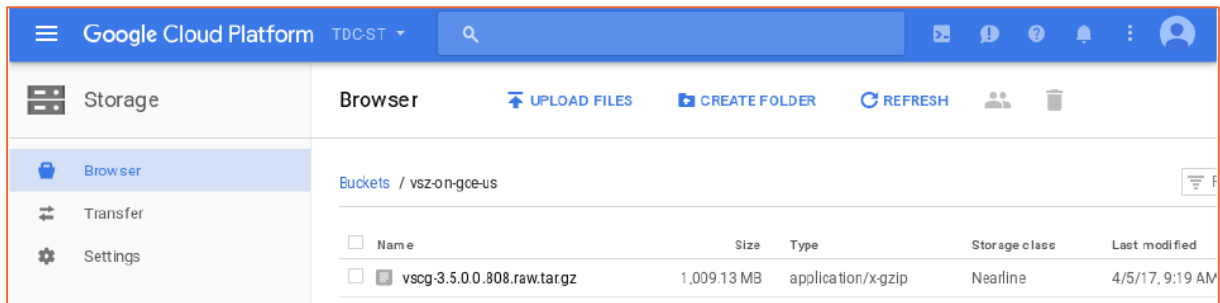 Google Cloud Platform TDC-ST
Storage Browser UPLOAD FILES CREATE FOLDER REFRESH
Browser
Transfer
Settings
Buckets / vsz-on-gce-us
Name Size Type Storage class Last modified
vscg-3.5.0.0.808.raw.tar.gz 1,009.13 MB application/x-gzip Nearline 4/5/17, 9:19 AM